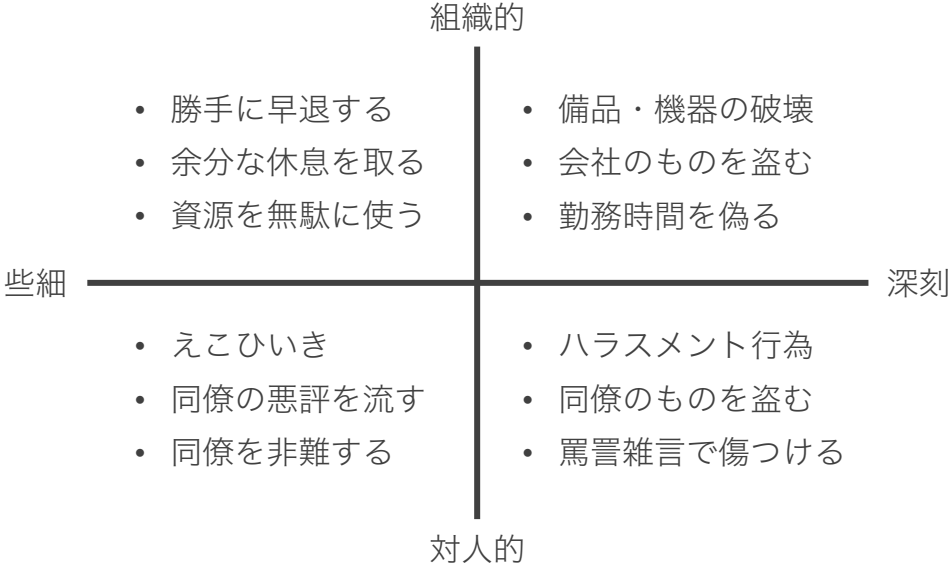 組織的
• 勝手に早退する
• 余分な休息を取る
• 資源を無駄に使う
• 備品・機器の破壊
• 会社のものを盗む
• 勤務時間を偽る
些細
深刻
• えこひいき
• 同僚の悪評を流す
• 同僚を非難する
• ハラスメント行為
• 同僚のものを盗む
• 罵詈雑言で傷つける
対人的